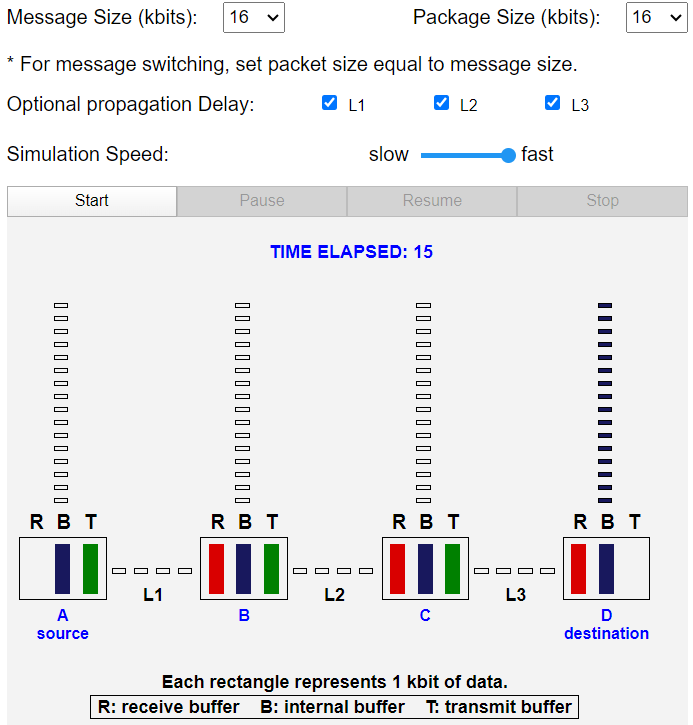 Message Size (kbits): 16 Package Size (kbits): 16
* For message switching, set packet size equal to message size.
Optional propagation Delay: L1 L2 L3
Simulation Speed: slow fast
Start Pause Resume Stop
TIME ELAPSED: 15
R B T R B T R B T R B T
L1 L2 L3
A B C D
source destination
Each rectangle represents 1 kbit of data.
R: receive buffer B: internal buffer T: transmit buffer